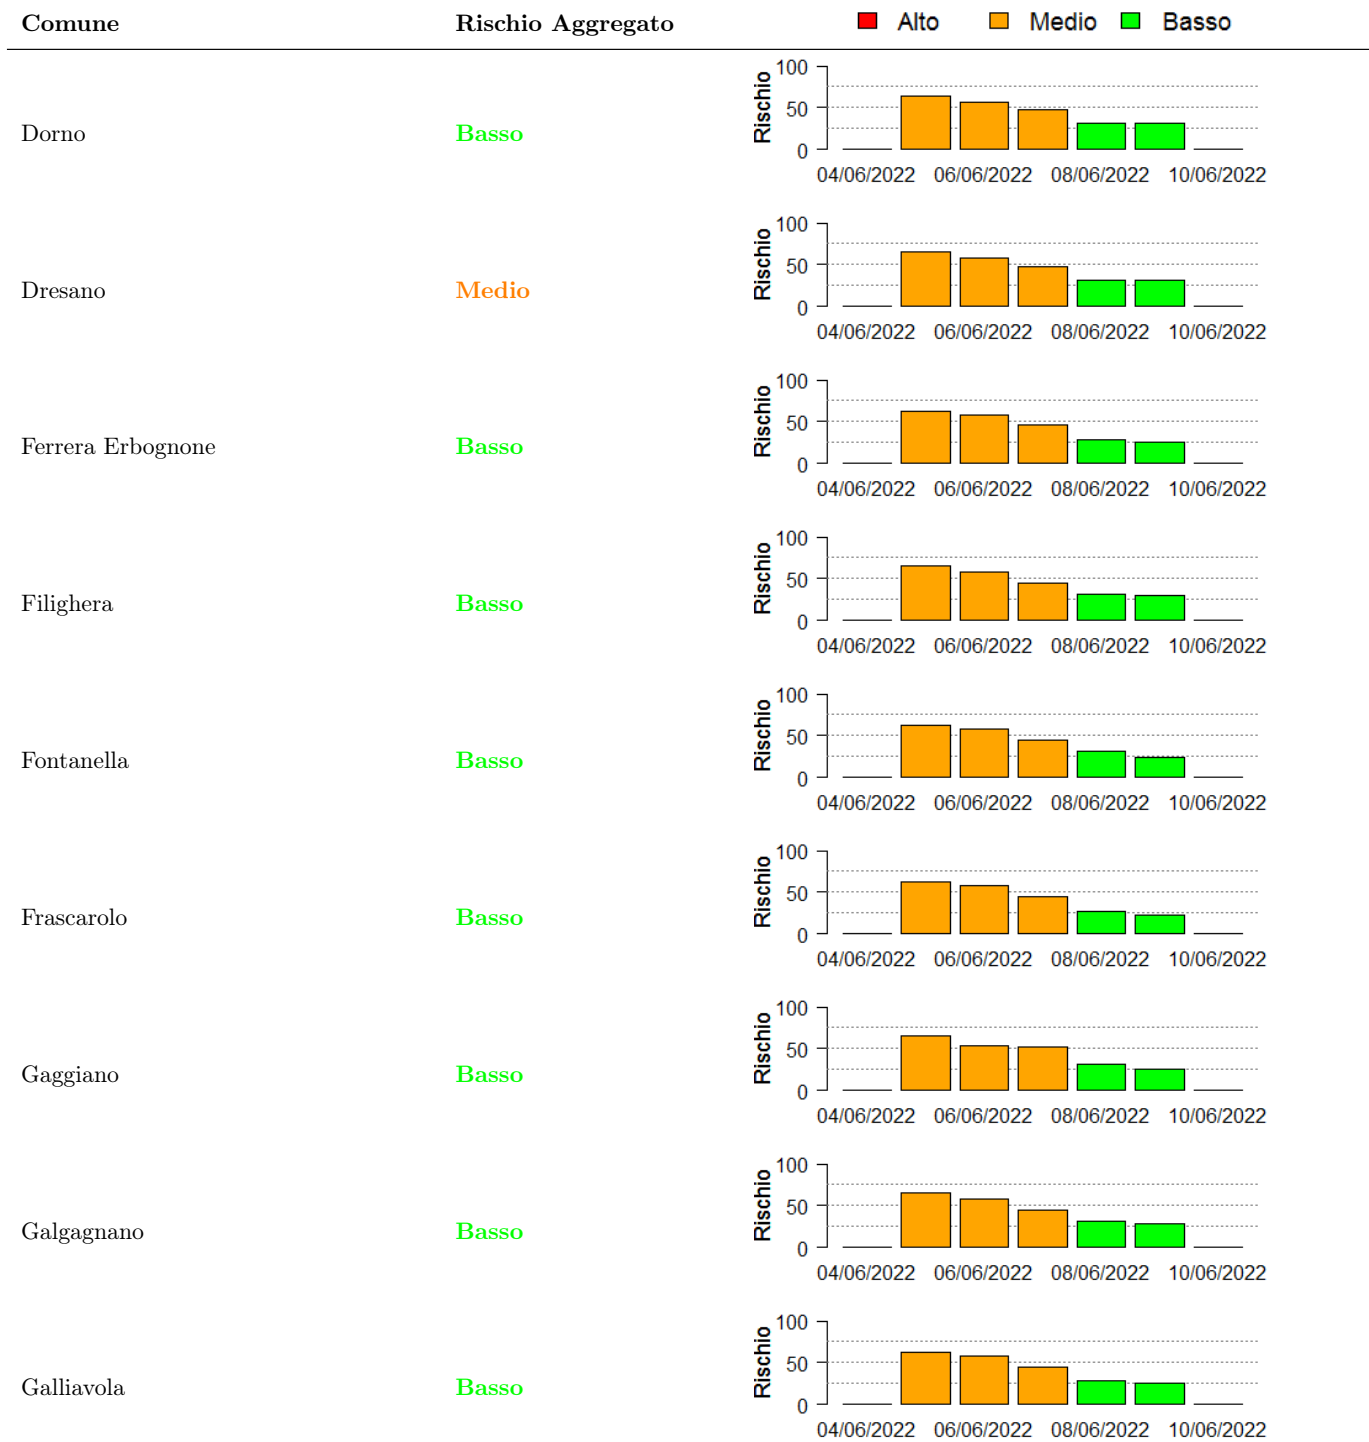 Comune Rischio Aggregato Alto Medio Basso
100
50
0
Rischio
Dorno Basso
04/06/2022 06/06/2022 08/06/2022 10/06/2022
100
50
0
Rischio
Dresano Medio
04/06/2022 06/06/2022 08/06/2022 10/06/2022
100
50
0
Rischio
Ferrera Erbognone Basso
04/06/2022 06/06/2022 08/06/2022 10/06/2022
100
50
0
Rischio
Filighera Basso
04/06/2022 06/06/2022 08/06/2022 10/06/2022
100
50
0
Rischio
Fontanella Basso
04/06/2022 06/06/2022 08/06/2022 10/06/2022
100
50
0
Rischio
Frascarolo Basso
04/06/2022 06/06/2022 08/06/2022 10/06/2022
100
50
0
Rischio
Gaggiano Basso
04/06/2022 06/06/2022 08/06/2022 10/06/2022
100
50
0
Rischio
Galgagnano Basso
04/06/2022 06/06/2022 08/06/2022 10/06/2022
100
50
0
Rischio
Galliavola Basso
04/06/2022 06/06/2022 08/06/2022 10/06/2022